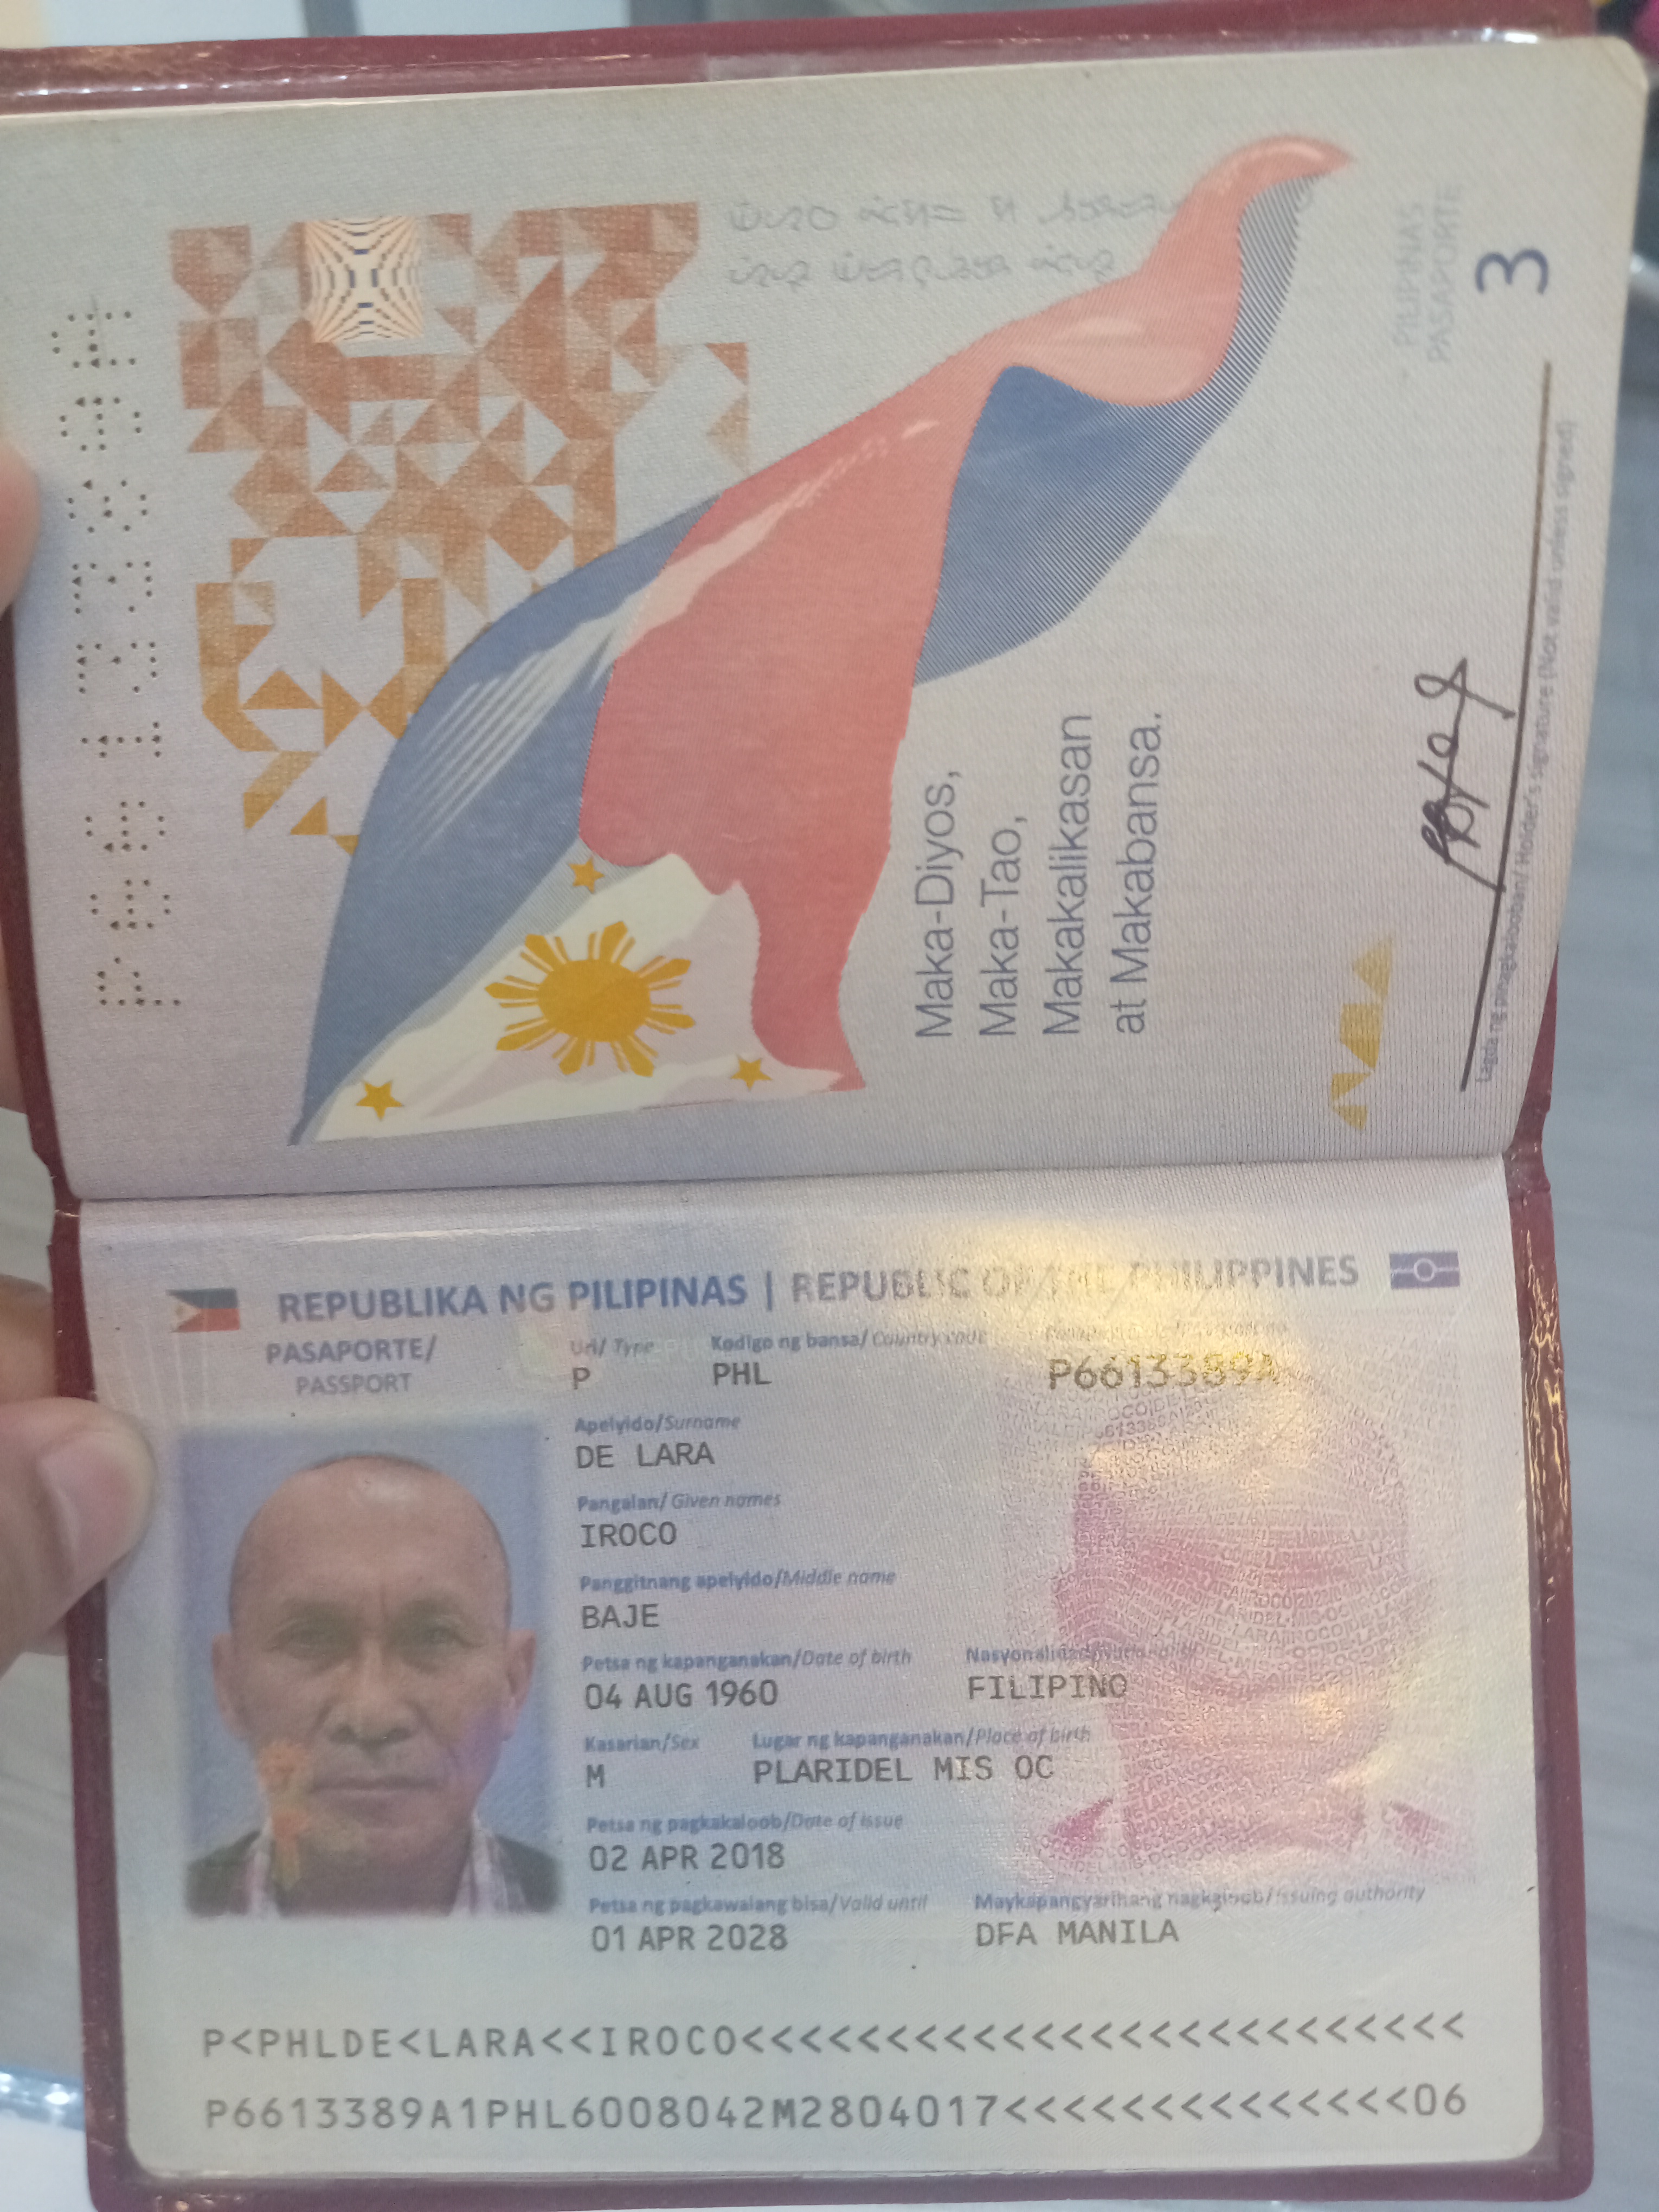 3
PILIPINAS
PASAPORTE
Maka-Diyos,
Maka-Tao,
Makakalikasan
at Makabansa.
Lagda ng pinagkalooban/ Holder's signature (Not valid unless signed)
P6613389A
REPUBLIKA NG PILIPINAS | REPUBLIC OF THE PHILIPPINES
PASAPORTE/
PASSPORT
Uri/ Type
Kodigo ng bansa/ Country code
P
PHL
P6613389A
Apelyido/Surname
DE LARA
Pangalan/ Given names
IROCO
Panggitnang apelyido/Middle name
BAJE
Petsa ng kapanganakan/Date of birth
04 AUG 1960
Nasyonalidad/Nationality
FILIPINO
Kasarian/Sex
M
Lugar ng kapanganakan/Place of birth
PLARIDEL MIS OC
Petsa ng pagkakaloob/Date of issue
02 APR 2018
Petsa ng pagkawalang bisa/Valid until
01 APR 2028
Maykapangyarihang nagkaloob/Issuing authority
DFA MANILA
P<PHLDE<LARA<<IROCO<<<<<<<<<<<<<<<<<<<<<<<<<
P6613389A1PHL6008042M2804017<<<<<<<<<<<<<<06